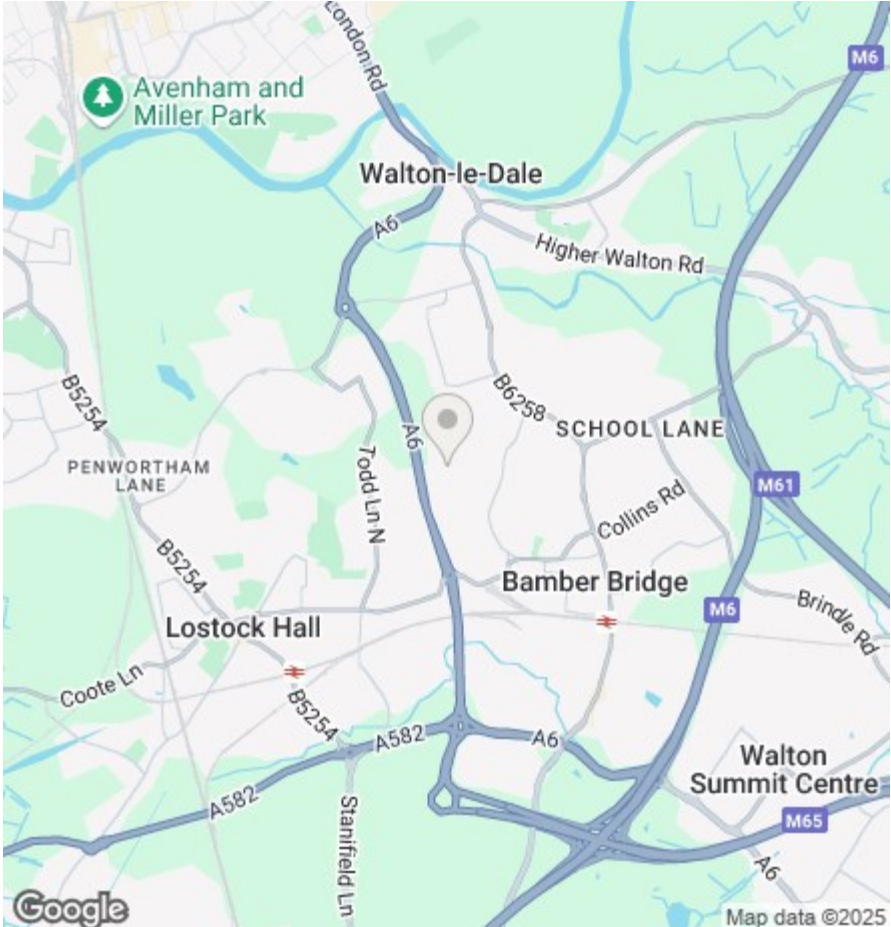 London Rd
M6
Avenham and
Miller Park
Walton-le-Dale
A6
Higher Walton Rd
B5254
B6258
A6
SCHOOL LANE
PENWORTHAM
LANE
Todd Ln N
M61
Collins Rd
B5254
Bamber Bridge
M6
Brindle Rd
Lostock Hall
Coote Ln
B5254
A582
A6
Walton
Summit Centre
A582
Stanifield Ln
M65
A6
Google
Map data ©2025